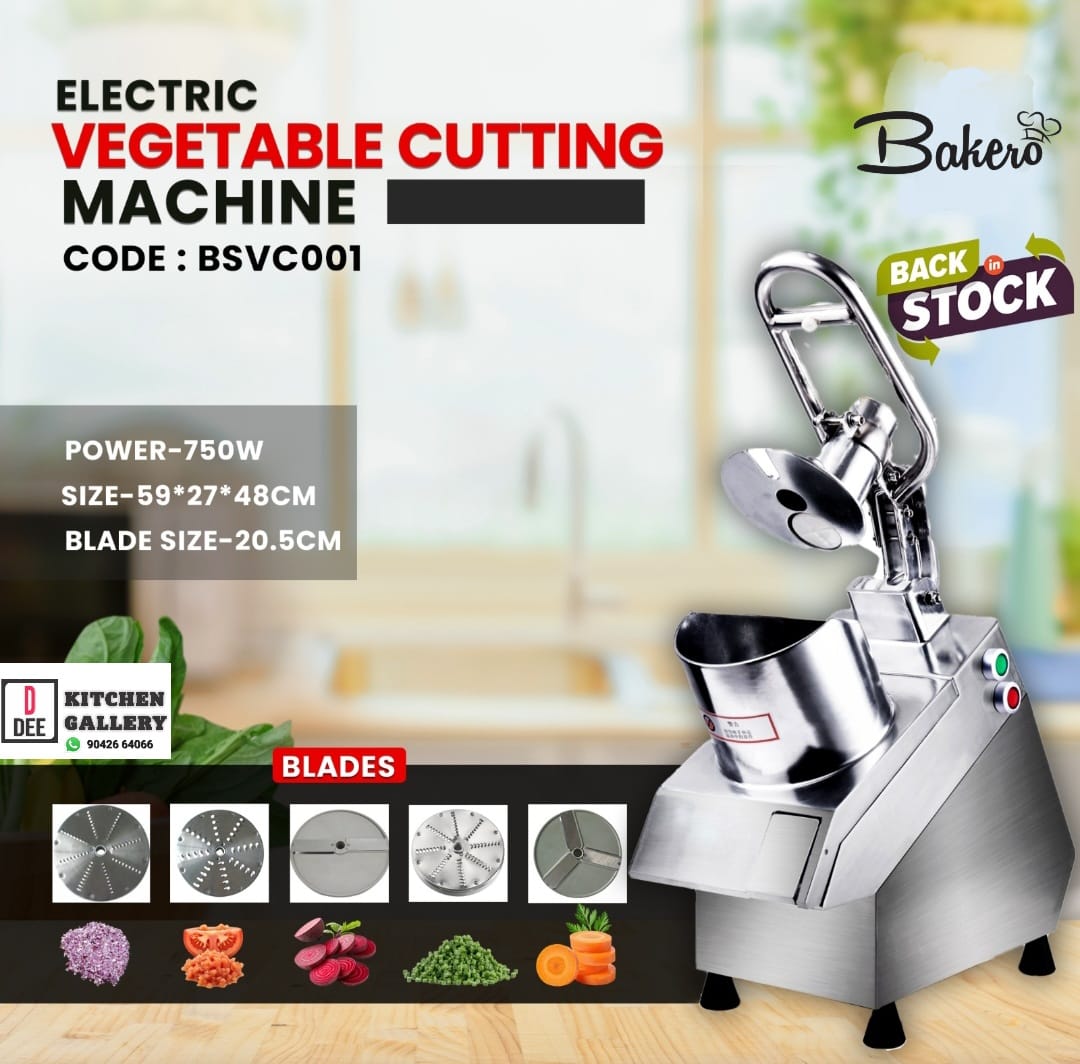 ELECTRIC
VEGETABLE CUTTING
MACHINE
CODE : BSVC001
Bakero
BACK in
STOCK
POWER-750W
SIZE-59*27*48CM
BLADE SIZE-20.5CM
D
DEE
KITCHEN
GALLERY
90426 64066
BLADES